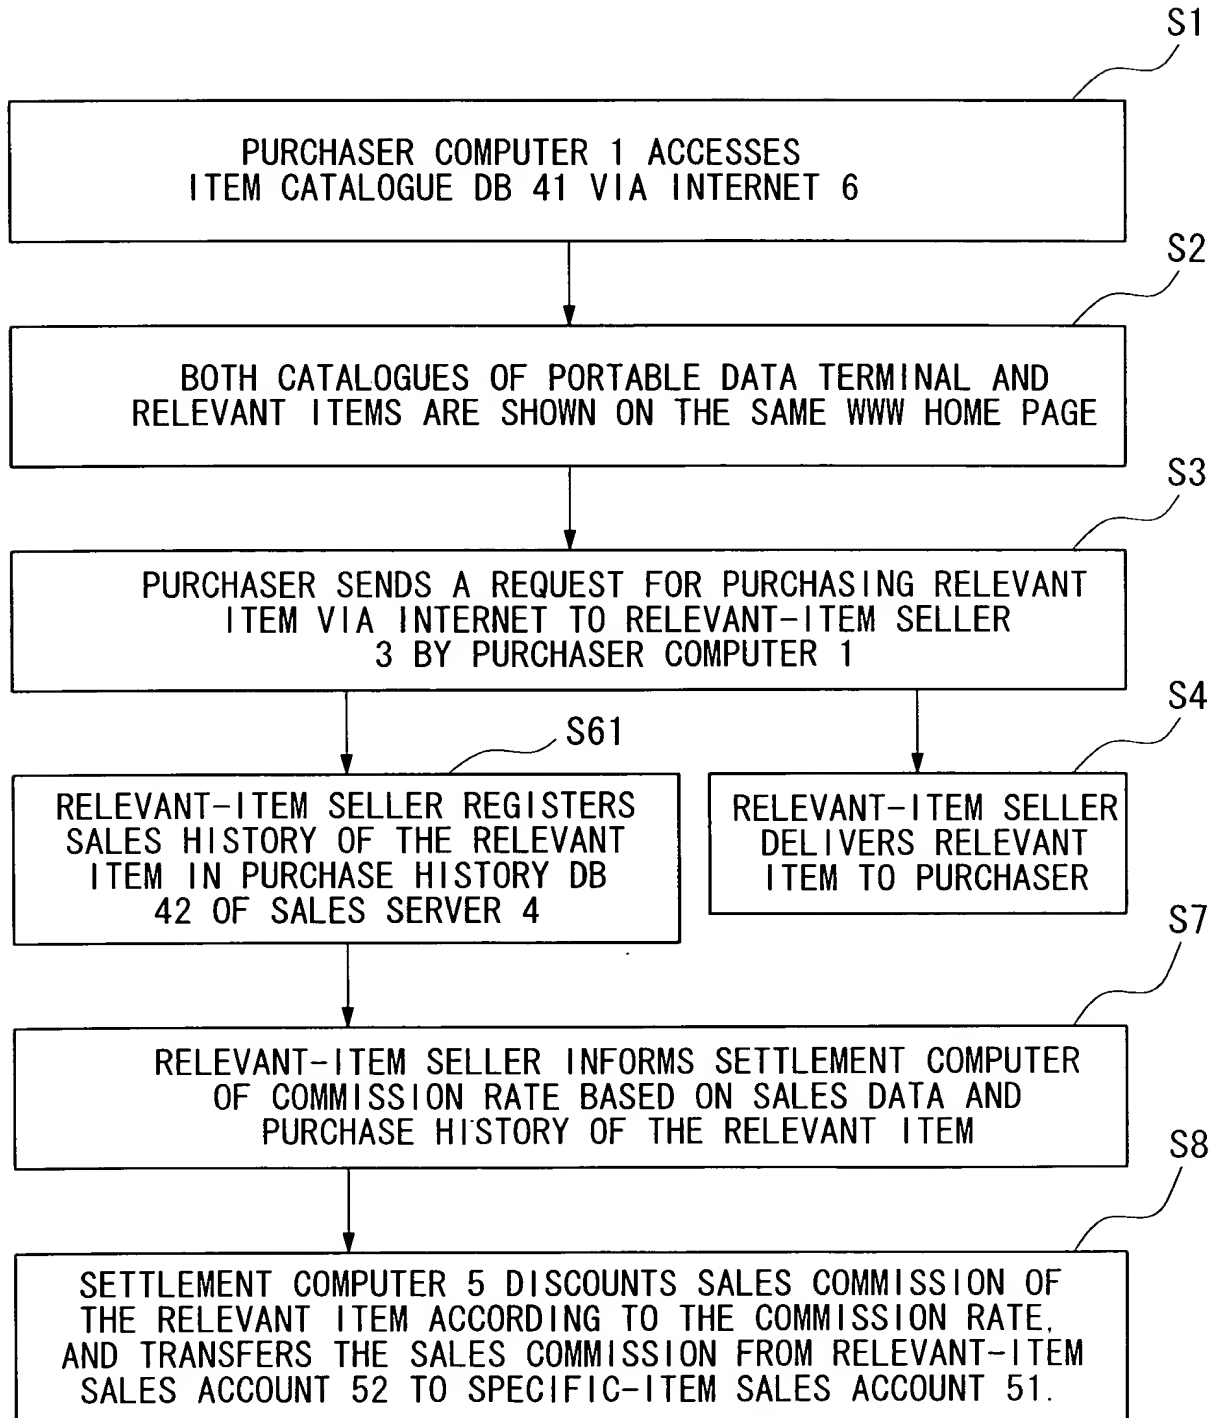 S1
PURCHASER COMPUTER 1 ACCESSES
ITEM CATALOGUE DB 41 VIA INTERNET 6
S2
BOTH CATALOGUES OF PORTABLE DATA TERMINAL AND
RELEVANT ITEMS ARE SHOWN ON THE SAME WWW HOME PAGE
S3
PURCHASER SENDS A REQUEST FOR PURCHASING RELEVANT
ITEM VIA INTERNET TO RELEVANT-ITEM SELLER
3 BY PURCHASER COMPUTER 1
S61
RELEVANT-ITEM SELLER REGISTERS
SALES HISTORY OF THE RELEVANT
ITEM IN PURCHASE HISTORY DB
42 OF SALES SERVER 4
S4
RELEVANT-ITEM SELLER
DELIVERS RELEVANT
ITEM TO PURCHASER
S7
RELEVANT-ITEM SELLER INFORMS SETTLEMENT COMPUTER
OF COMMISSION RATE BASED ON SALES DATA AND
PURCHASE HISTORY OF THE RELEVANT ITEM
S8
SETTLEMENT COMPUTER 5 DISCOUNTS SALES COMMISSION OF
THE RELEVANT ITEM ACCORDING TO THE COMMISSION RATE,
AND TRANSFERS THE SALES COMMISSION FROM RELEVANT-ITEM
SALES ACCOUNT 52 TO SPECIFIC-ITEM SALES ACCOUNT 51.